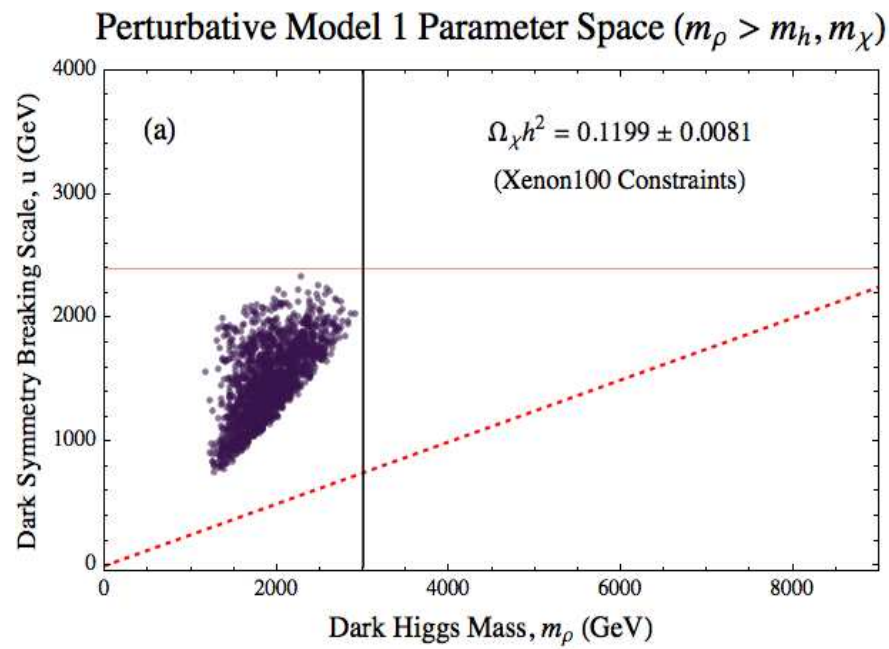 Perturbative Model 1 Parameter Space (mρ > mh, mχ)
4000
(a)
Ωχh² = 0.1199 ± 0.0081
(Xenon100 Constraints)
3000
2000
1000
0
Dark Symmetry Breaking Scale, u (GeV)
0 2000 4000 6000 8000
Dark Higgs Mass, mρ (GeV)